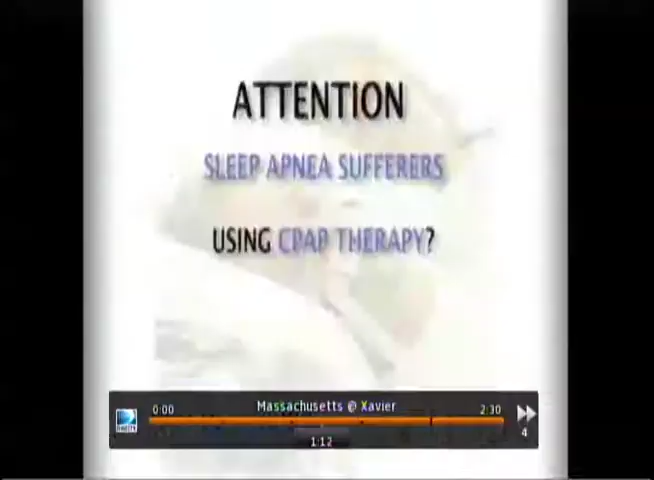 ATTENTION
SLEEP APNEA SUFFERERS
USING CPAP THERAPY?
0:00 Massachusetts @ Xavier 2:30
4
1:12